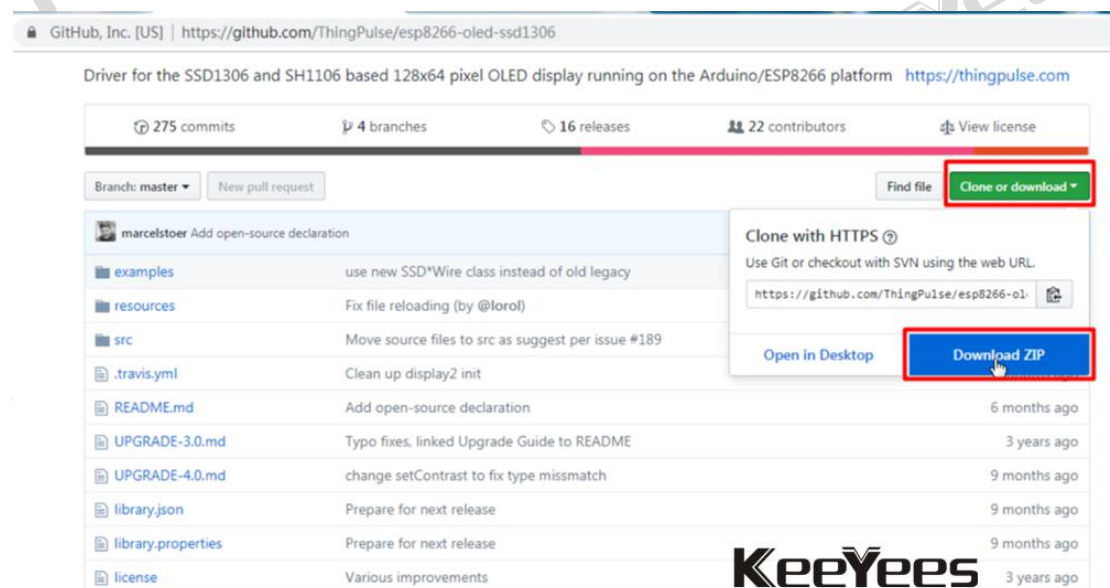 GitHub, Inc. [US] | https://github.com/ThingPulse/esp8266-oled-ssd1306
Driver for the SSD1306 and SH1106 based 128x64 pixel OLED display running on the Arduino/ESP8266 platform https://thingpulse.com
275 commits 4 branches 16 releases 22 contributors View license
Branch: master New pull request Find file Clone or download
marcelstoer Add open-source declaration
Clone with HTTPS
Use Git or checkout with SVN using the web URL.
https://github.com/ThingPulse/esp8266-ol
Open in Desktop Download ZIP
examples use new SSD*Wire class instead of old legacy
resources Fix file reloading (by @lorol)
src Move source files to src as suggest per issue #189
.travis.yml Clean up display2 init
README.md Add open-source declaration 6 months ago
UPGRADE-3.0.md Typo fixes, linked Upgrade Guide to README 3 years ago
UPGRADE-4.0.md change setContrast to fix type missmatch 9 months ago
library.json Prepare for next release 9 months ago
library.properties Prepare for next release 9 months ago
license Various improvements 3 years ago
KeeYees